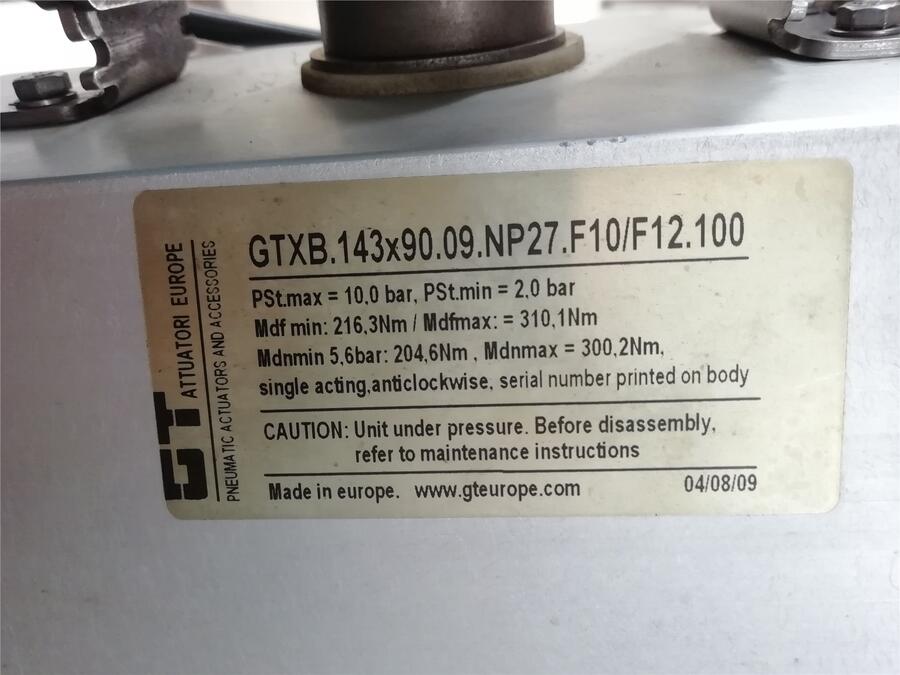 GTXB.143x90.09.NP27.F10/F12.100
PSt.max = 10,0 bar, PSt.min = 2,0 bar
Mdf min: 216,3Nm / Mdfmax: = 310,1Nm
Mdnmin 5,6bar: 204,6Nm , Mdnmax = 300,2Nm,
single acting,anticlockwise, serial number printed on body
CAUTION: Unit under pressure. Before disassembly,
refer to maintenance instructions
Made in europe. www.gteurope.com 04/08/09
GT ATTUATORI EUROPE
PNEUMATIC ACTUATORS AND ACCESSORIES